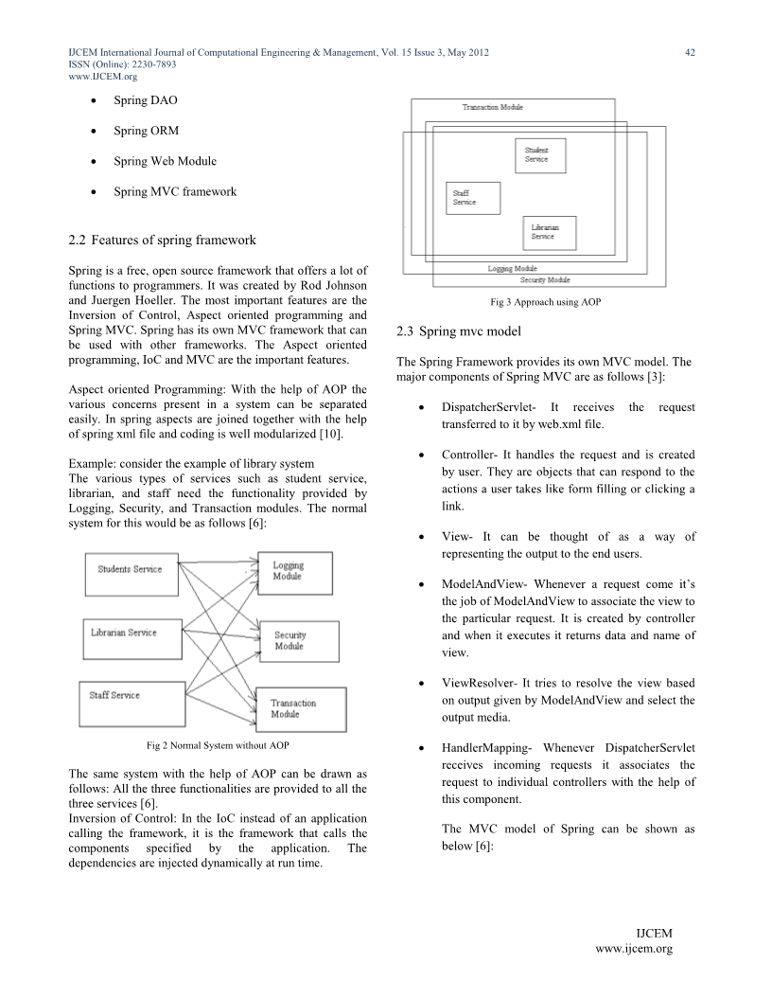 IJCEM International Journal of Computational Engineering & Management, Vol. 15 Issue 3, May 2012 42
ISSN (Online): 2230-7893
www.IJCEM.org
• Spring DAO
• Spring ORM
• Spring Web Module
• Spring MVC framework
2.2 Features of spring framework
Spring is a free, open source framework that offers a lot of
functions to programmers. It was created by Rod Johnson
and Juergen Hoeller. The most important features are the
Inversion of Control, Aspect oriented programming and
Spring MVC. Spring has its own MVC framework that can
be used with other frameworks. The Aspect oriented
programming, IoC and MVC are the important features.
Aspect oriented Programming: With the help of AOP the
various concerns present in a system can be separated
easily. In spring aspects are joined together with the help
of spring xml file and coding is well modularized [10].
Example: consider the example of library system
The various types of services such as student service,
librarian, and staff need the functionality provided by
Logging, Security, and Transaction modules. The normal
system for this would be as follows [6]:
Students Service
Logging
Module
Librarian Service
Security
Module
Staff Service
Transaction
Module
Fig 2 Normal System without AOP
The same system with the help of AOP can be drawn as
follows: All the three functionalities are provided to all the
three services [6].
Inversion of Control: In the IoC instead of an application
calling the framework, it is the framework that calls the
components specified by the application. The
dependencies are injected dynamically at run time.
Transaction Module
Student
Service
Staff
Service
Librarian
Service
Logging Module
Security Module
Fig 3 Approach using AOP
2.3 Spring mvc model
The Spring Framework provides its own MVC model. The
major components of Spring MVC are as follows [3]:
• DispatcherServlet- It receives the request
transferred to it by web.xml file.
• Controller- It handles the request and is created
by user. They are objects that can respond to the
actions a user takes like form filling or clicking a
link.
• View- It can be thought of as a way of
representing the output to the end users.
• ModelAndView- Whenever a request come it’s
the job of ModelAndView to associate the view to
the particular request. It is created by controller
and when it executes it returns data and name of
view.
• ViewResolver- It tries to resolve the view based
on output given by ModelAndView and select the
output media.
• HandlerMapping- Whenever DispatcherServlet
receives incoming requests it associates the
request to individual controllers with the help of
this component.
The MVC model of Spring can be shown as
below [6]:
IJCEM
www.ijcem.org